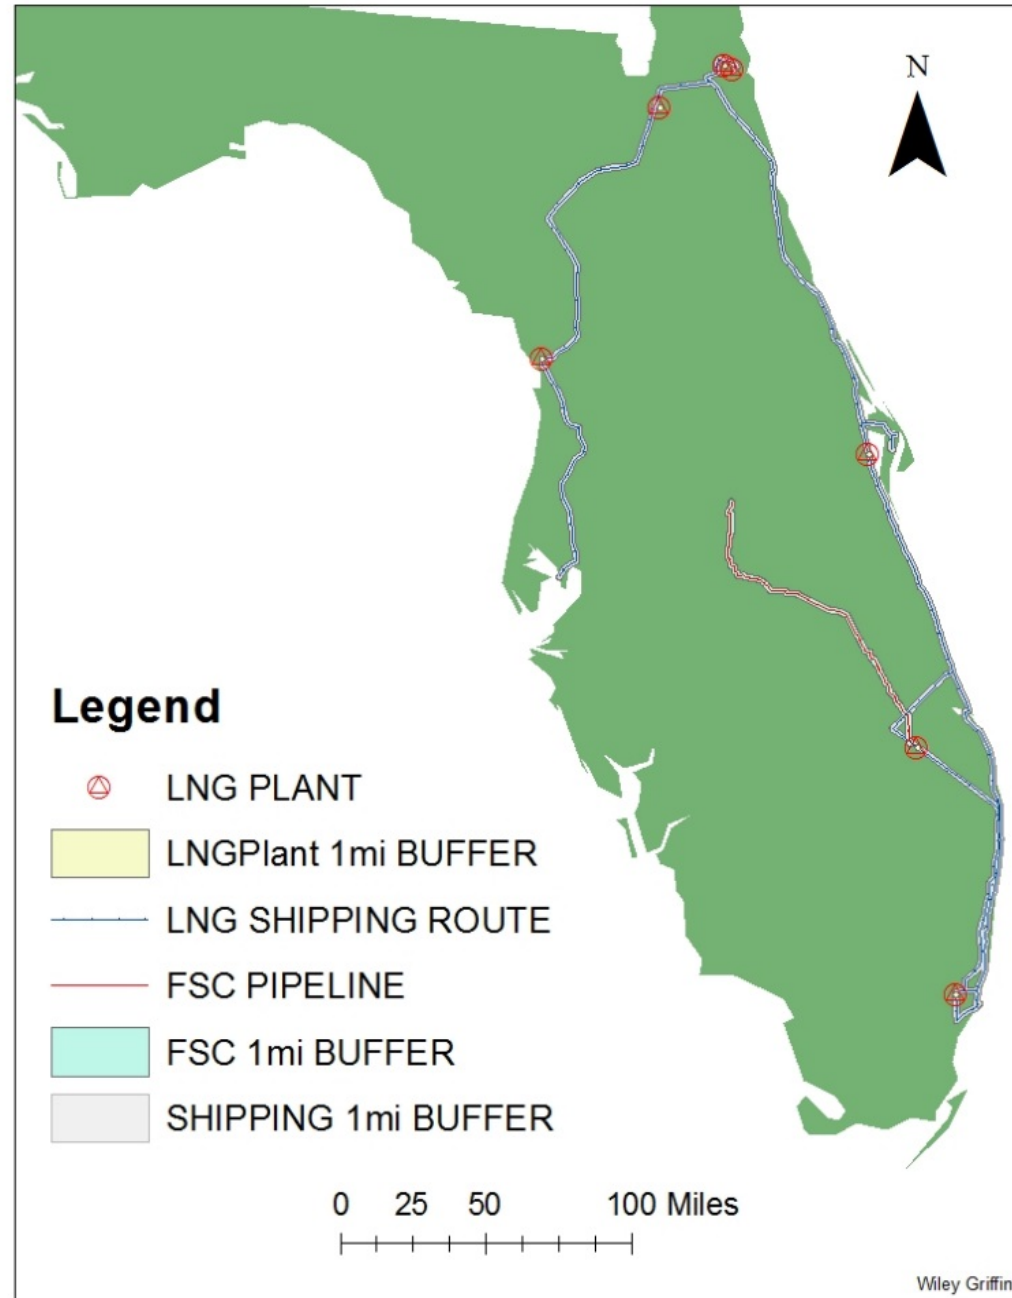 N
Legend
LNG PLANT
LNGPlant 1mi BUFFER
LNG SHIPPING ROUTE
FSC PIPELINE
FSC 1mi BUFFER
SHIPPING 1mi BUFFER
0 25 50 100 Miles
Wiley Griffin